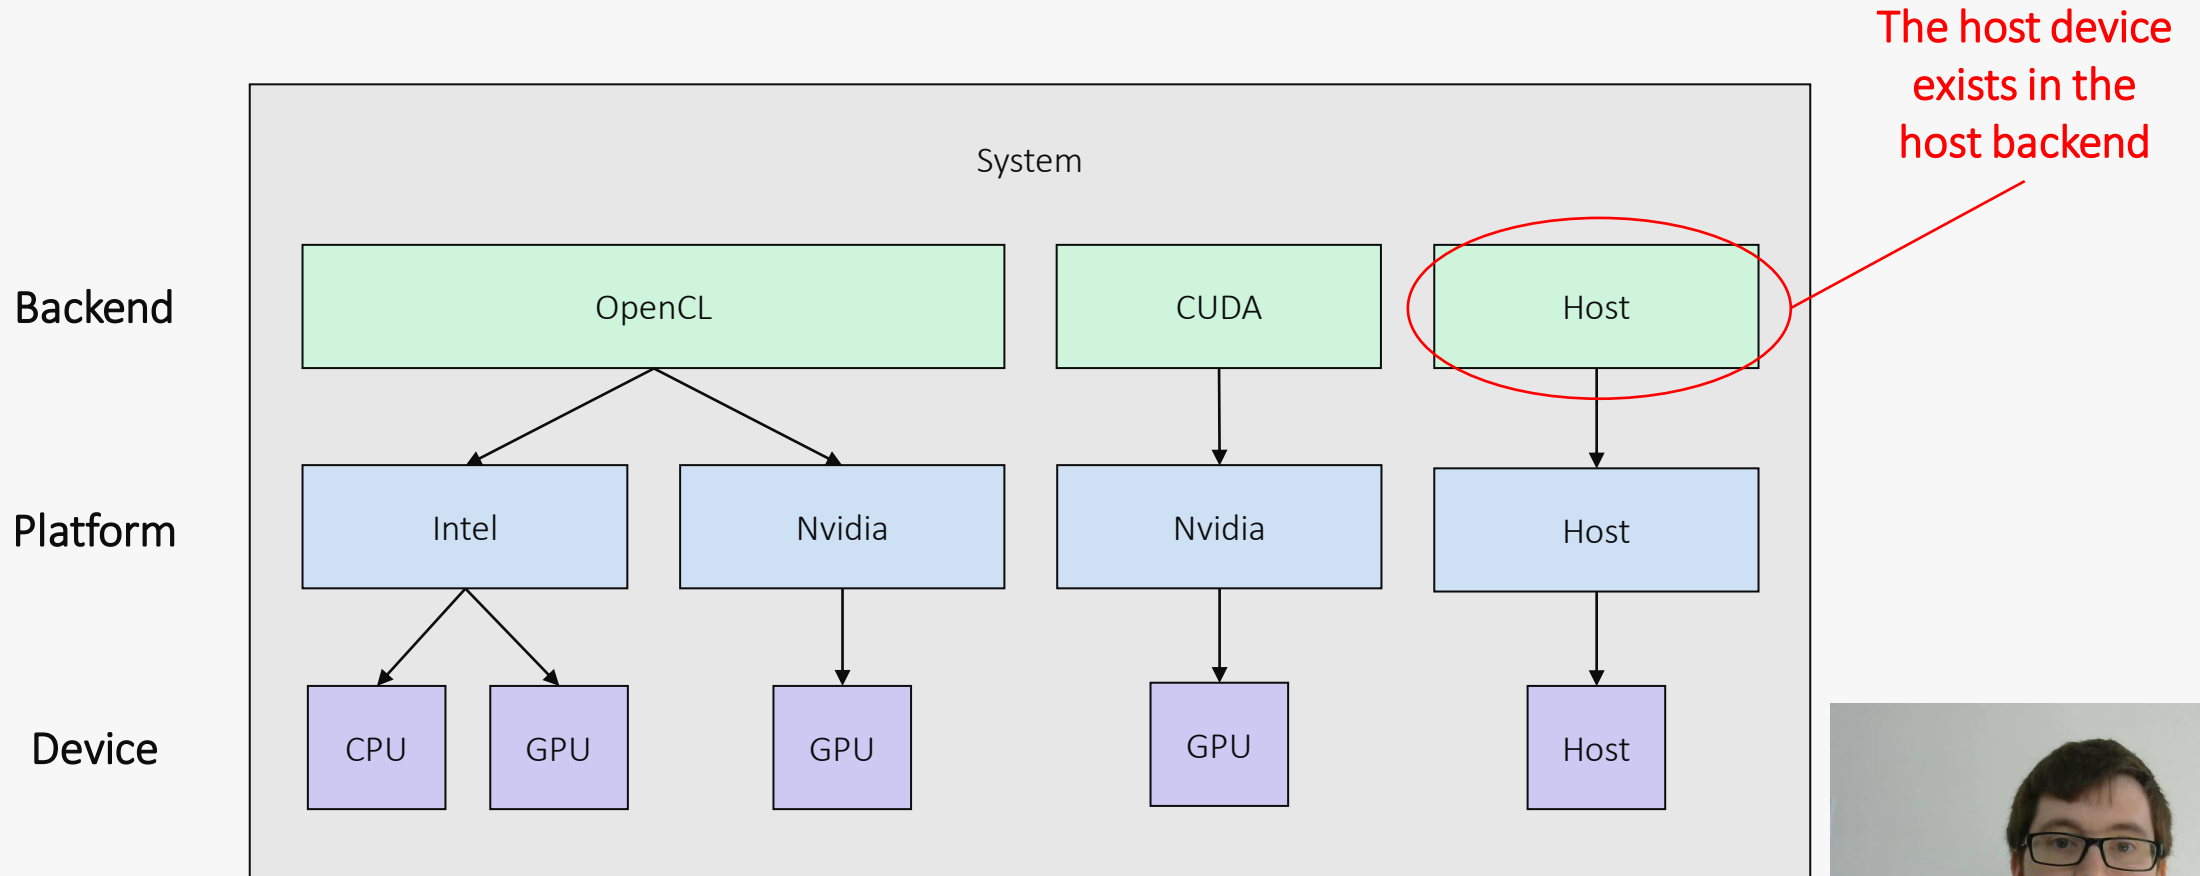 The host device
exists in the
host backend
System
Backend
OpenCL
CUDA
Host
Platform
Intel
Nvidia
Nvidia
Host
Device
CPU
GPU
GPU
GPU
Host